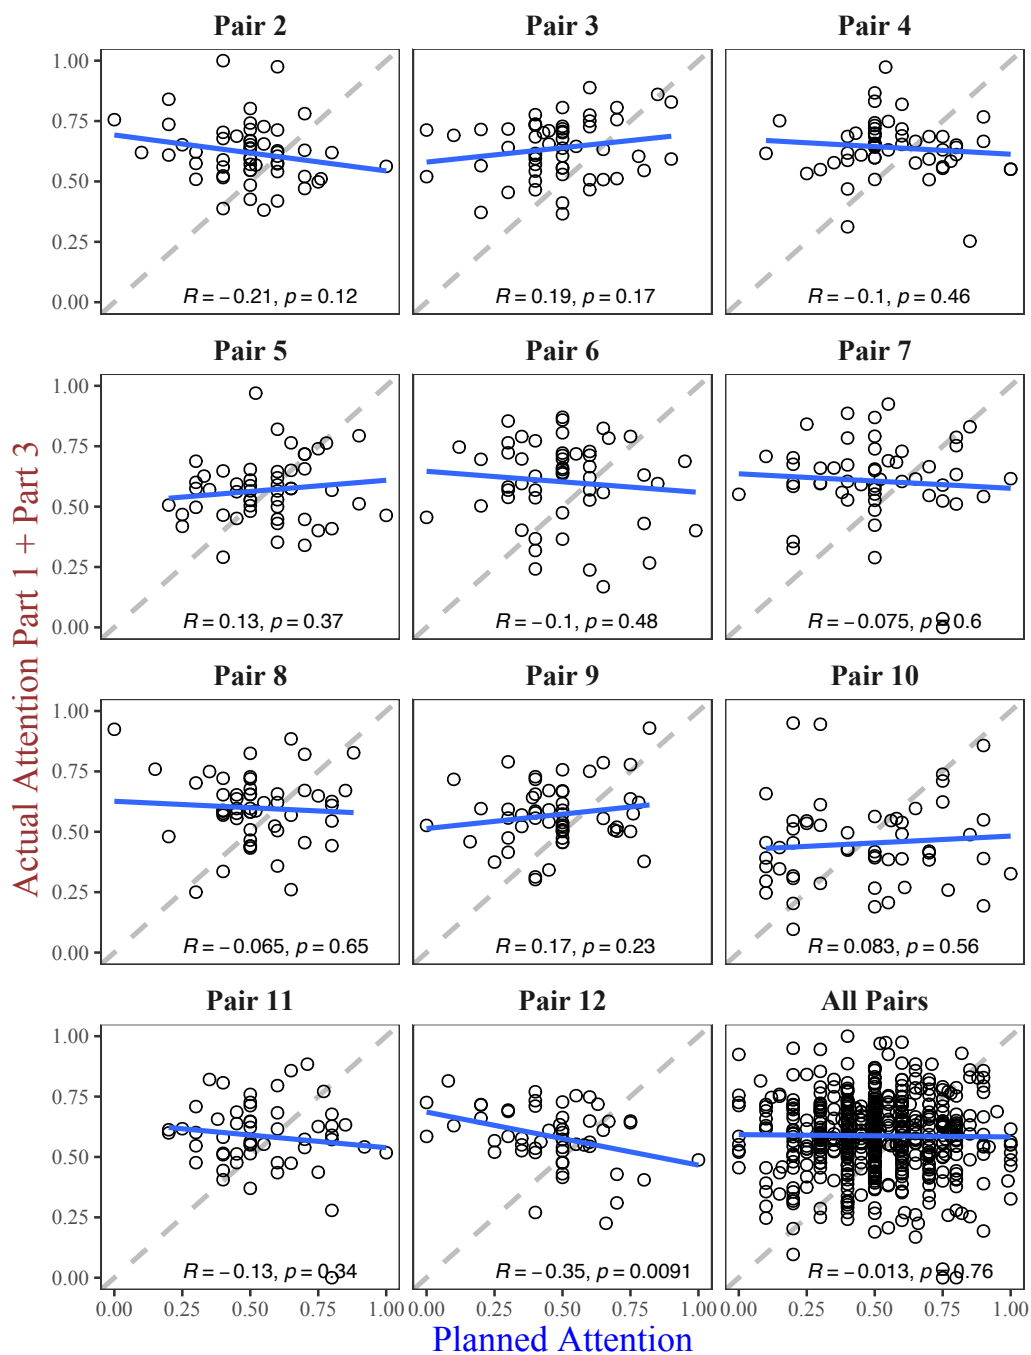 Pair 2 Pair 3 Pair 4
1.00
0.75
0.50
0.25
0.00
R = −0.21, p = 0.12 R = 0.19, p = 0.17 R = −0.1, p = 0.46
Pair 5 Pair 6 Pair 7
1.00
0.75
0.50
0.25
0.00
R = 0.13, p = 0.37 R = −0.1, p = 0.48 R = −0.075, p = 0.6
Actual Attention Part 1 + Part 3
Pair 8 Pair 9 Pair 10
1.00
0.75
0.50
0.25
0.00
R = −0.065, p = 0.65 R = 0.17, p = 0.23 R = 0.083, p = 0.56
Pair 11 Pair 12 All Pairs
1.00
0.75
0.50
0.25
0.00
R = −0.13, p = 0.34 R = −0.35, p = 0.0091 R = −0.013, p = 0.76
0.00 0.25 0.50 0.75 1.00 0.00 0.25 0.50 0.75 1.00 0.00 0.25 0.50 0.75 1.00
Planned Attention